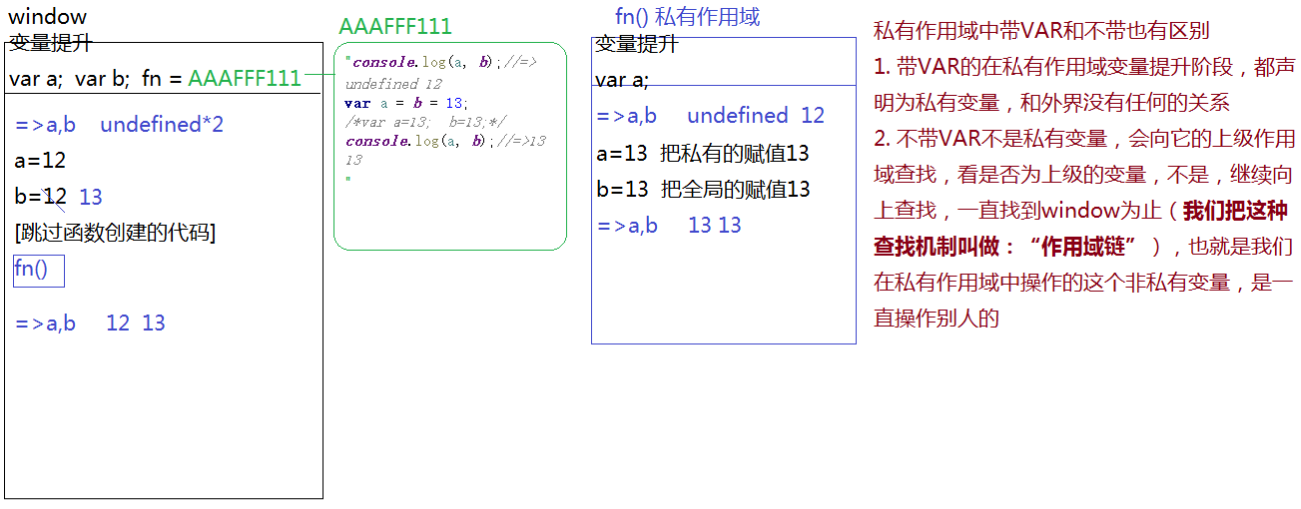 window
变量提升
var a;  var b;  fn = AAAFFF111
=>a,b    undefined*2
a=12
b=12  13
[跳过函数创建的代码]
fn()
=>a,b     12  13
AAAFFF111
"console.log(a, b);//=>
undefined 12
var a = b = 13;
/*var a=13;  b=13;*/
console.log(a, b);//=>13
13
"
fn() 私有作用域
变量提升
var a;
=>a,b     undefined  12
a=13  把私有的赋值13
b=13  把全局的赋值13
=>a,b     13 13
私有作用域中带VAR和不带也有区别
1. 带VAR的在私有作用域变量提升阶段，都声
明为私有变量，和外界没有任何的关系
2. 不带VAR不是私有变量，会向它的上级作用
域查找，看是否为上级的变量，不是，继续向
上查找，一直找到window为止（我们把这种
查找机制叫做：“作用域链”），也就是我们
在私有作用域中操作的这个非私有变量，是一
直操作别人的